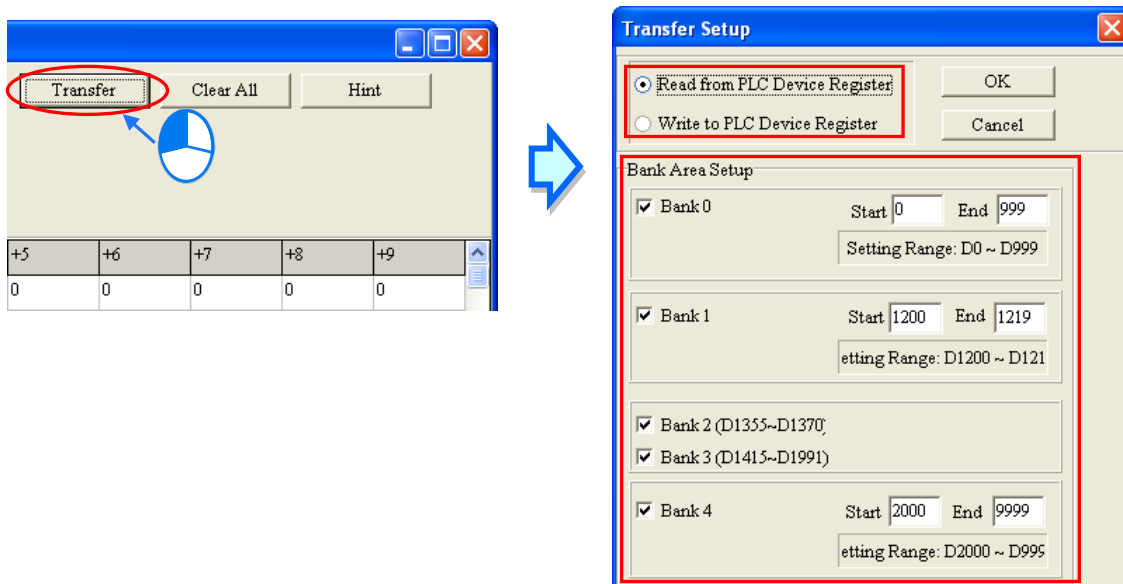 Transfer Clear All Hint
+5 +6 +7 +8 +9
0 0 0 0 0
Transfer Setup
Read from PLC Device Register OK
Write to PLC Device Register Cancel
Bank Area Setup
Bank 0 Start 0 End 999
Setting Range: D0 ~ D999
Bank 1 Start 1200 End 1219
etting Range: D1200 ~ D121
Bank 2 (D1355~D1370)
Bank 3 (D1415~D1991)
Bank 4 Start 2000 End 9999
etting Range: D2000 ~ D999